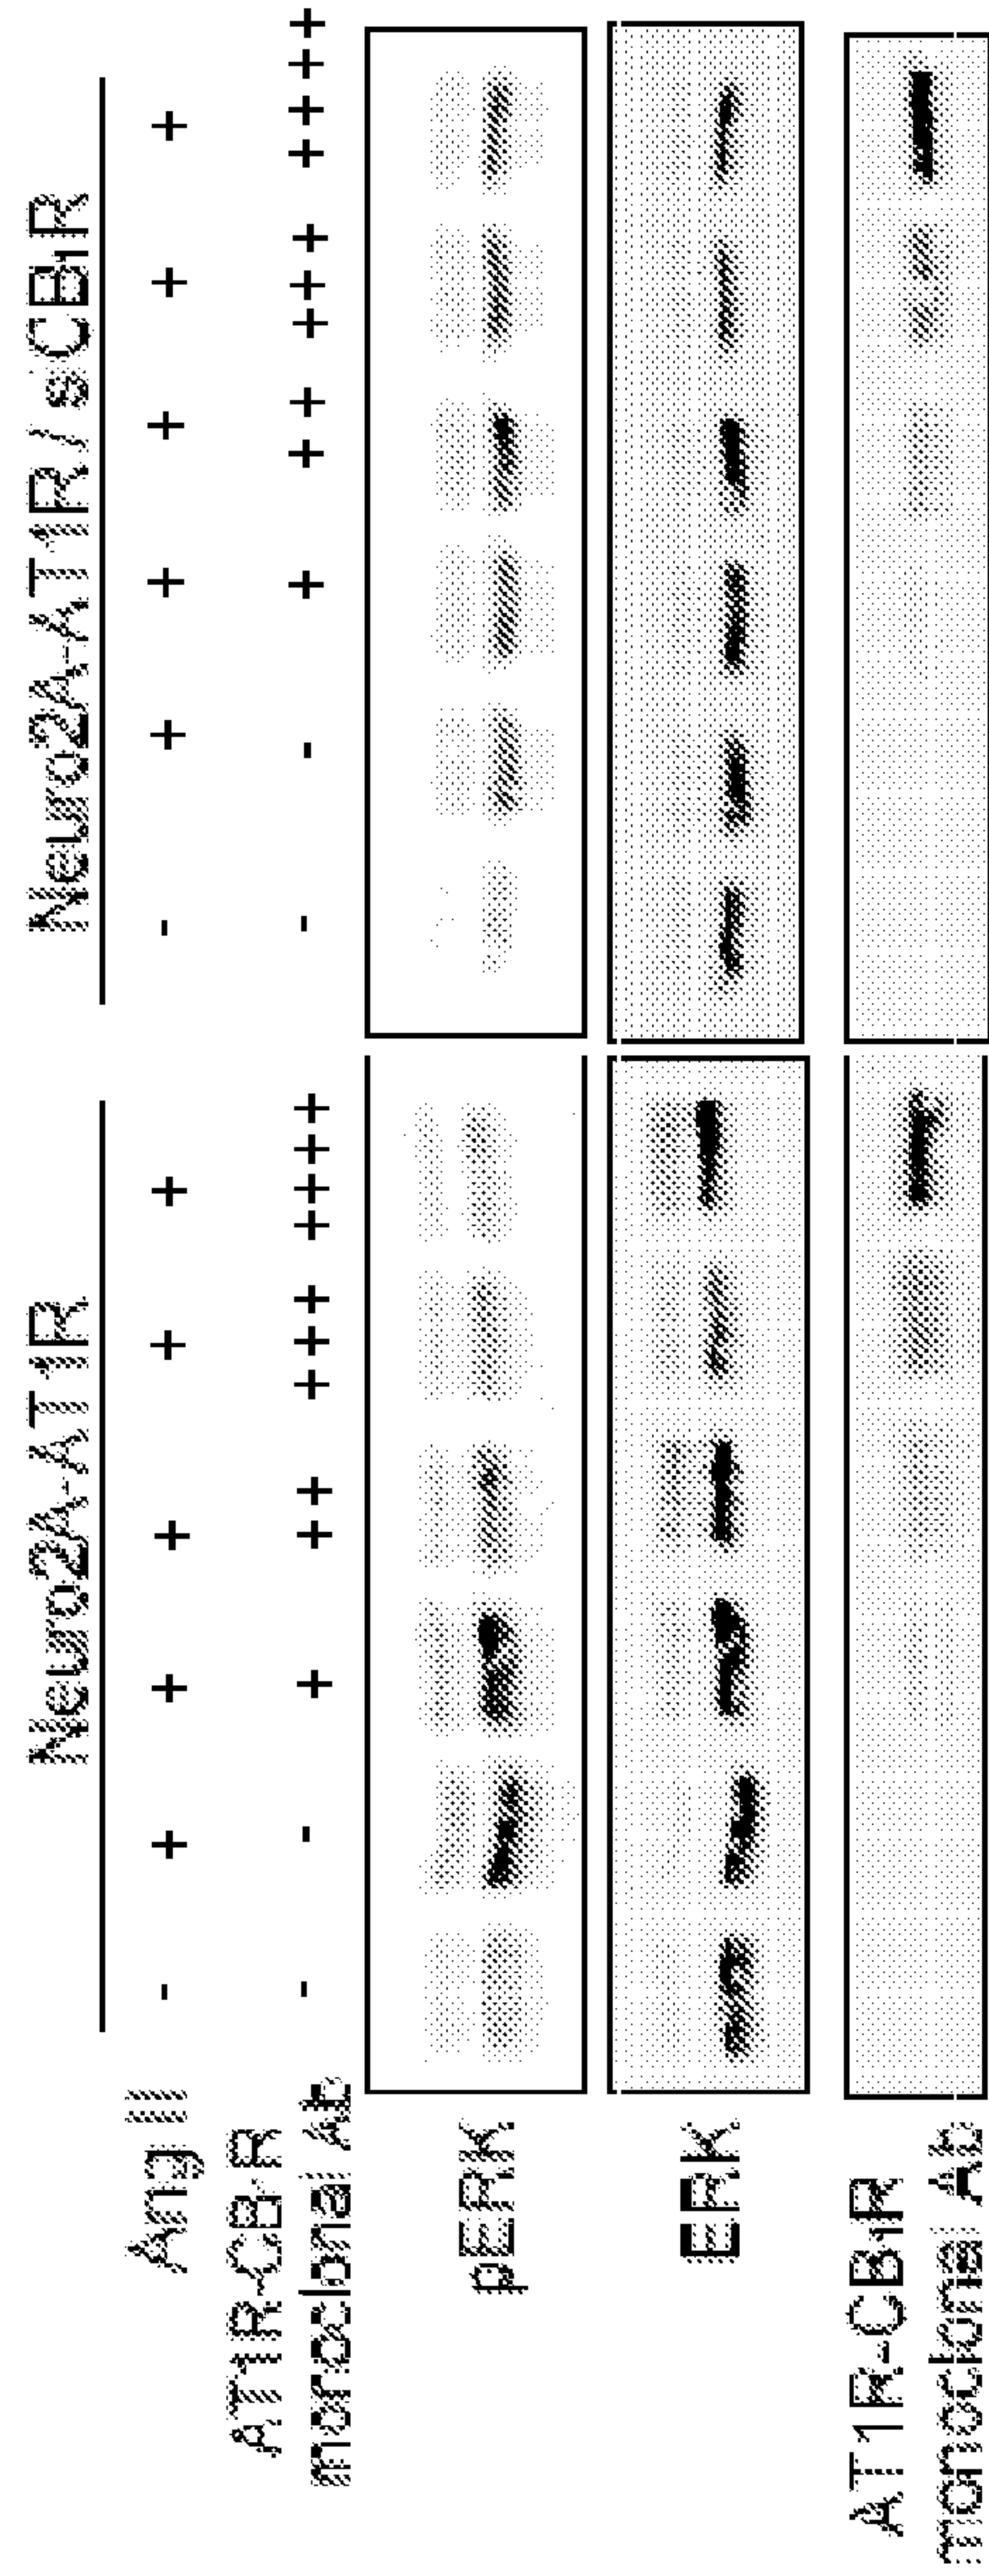 Neuro2A-AT1R Neuro2A-AT1R / sCB₁R
Ang II - + + + + + - + + + + +
AT1R-CB₁R
monoclonal Ab - - + ++ +++ ++++ - - + ++ +++ ++++
pERK
ERK
AT1R-CB₁R
monoclonal Ab